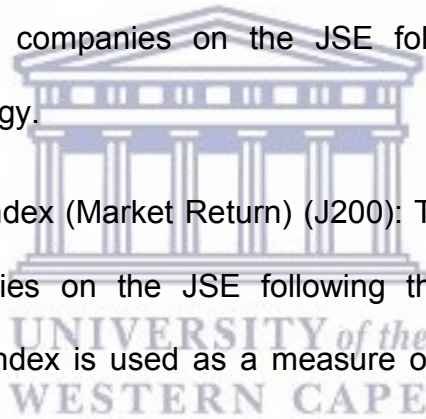 companies on the JSE fol
gy.
ndex (Market Return) (J200): T
ies on the JSE following th
UNIVERSITY of the
ndex is used as a measure o
WESTERN CAPE